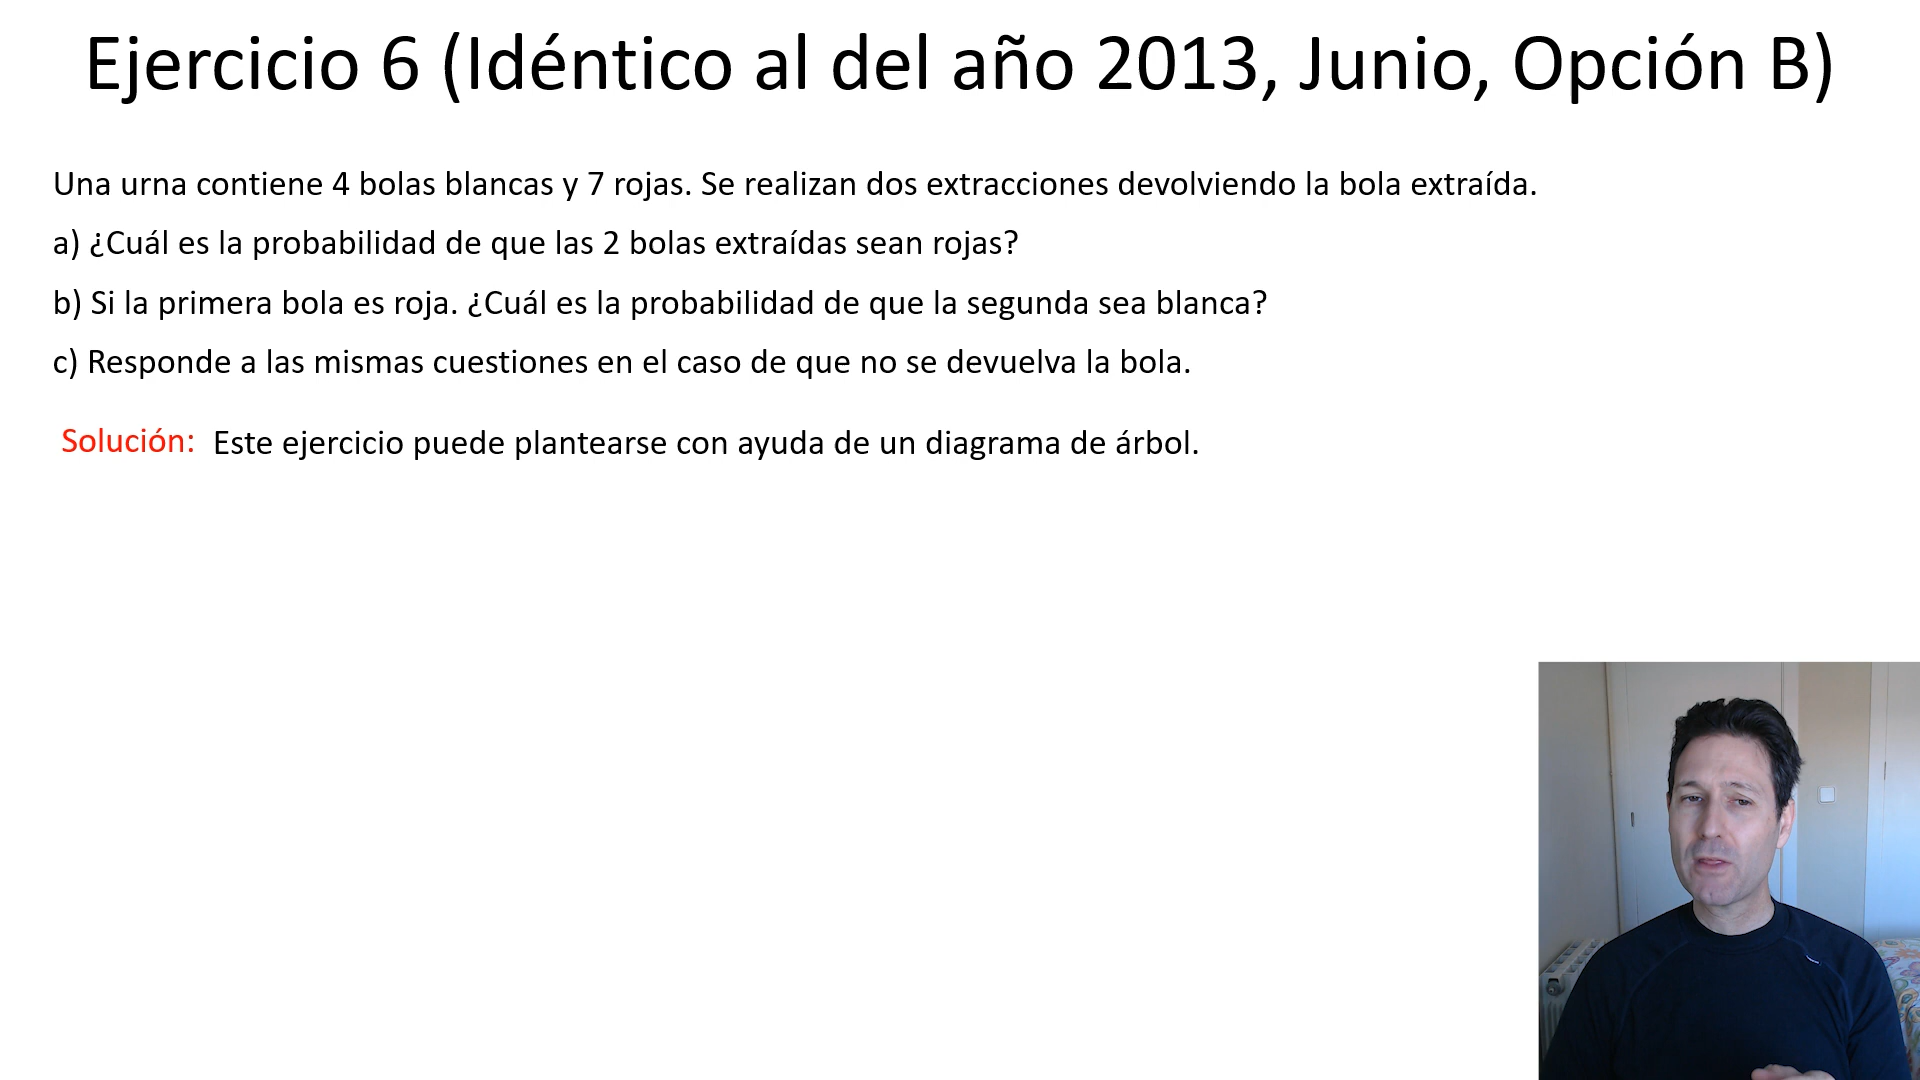 Ejercicio 6 (Idéntico al del año 2013, Junio, Opción B)
Una urna contiene 4 bolas blancas y 7 rojas. Se realizan dos extracciones devolviendo la bola extraída.
a) ¿Cuál es la probabilidad de que las 2 bolas extraídas sean rojas?
b) Si la primera bola es roja. ¿Cuál es la probabilidad de que la segunda sea blanca?
c) Responde a las mismas cuestiones en el caso de que no se devuelva la bola.
Solución: Este ejercicio puede plantearse con ayuda de un diagrama de árbol.